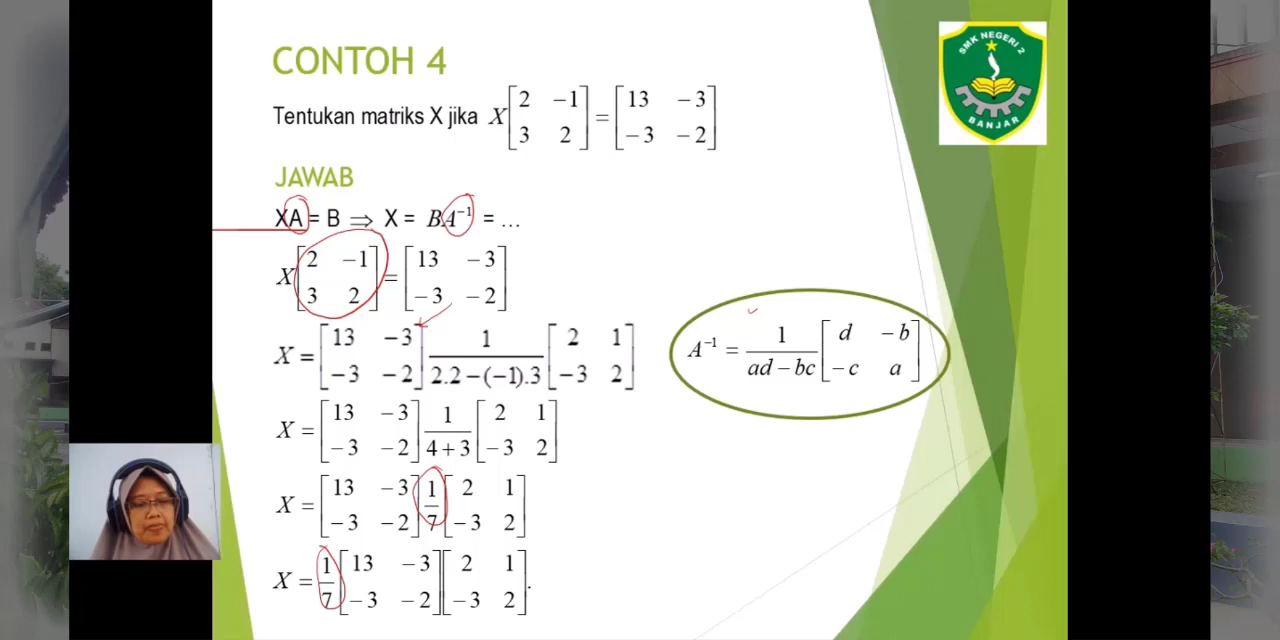 CONTOH 4
Tentukan matriks X jika X[2 −1; 3 2] = [13 −3; −3 −2]
JAWAB
XA = B ⇒ X = BA⁻¹ = ...
X[2 −1; 3 2] = [13 −3; −3 −2]
X = [13 −3; −3 −2] 1/(2.2−(−1).3) [2 1; −3 2]
X = [13 −3; −3 −2] 1/(4+3) [2 1; −3 2]
X = [13 −3; −3 −2] 1/7 [2 1; −3 2]
X = 1/7 [13 −3; −3 −2][2 1; −3 2].
A⁻¹ = 1/(ad−bc) [d −b; −c a]
SMK NEGERI 2
BANJAR